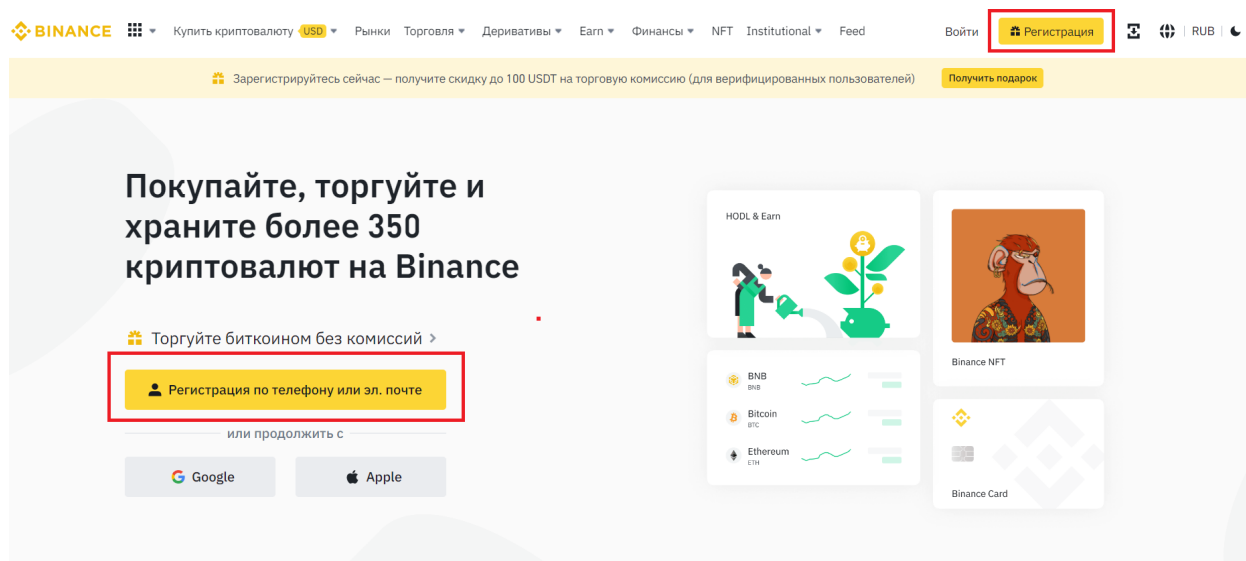 BINANCE Купить криптовалюту USD Рынки Торговля Деривативы Earn Финансы NFT Institutional Feed Войти Регистрация RUB
Зарегистрируйтесь сейчас — получите скидку до 100 USDT на торговую комиссию (для верифицированных пользователей) Получить подарок
Покупайте, торгуйте и
храните более 350
криптовалют на Binance
Торгуйте биткоином без комиссий
Регистрация по телефону или эл. почте
или продолжить с
Google Apple
HODL & Earn
BNB
BNB
Bitcoin
BTC
Ethereum
ETH
Binance NFT
Binance Card